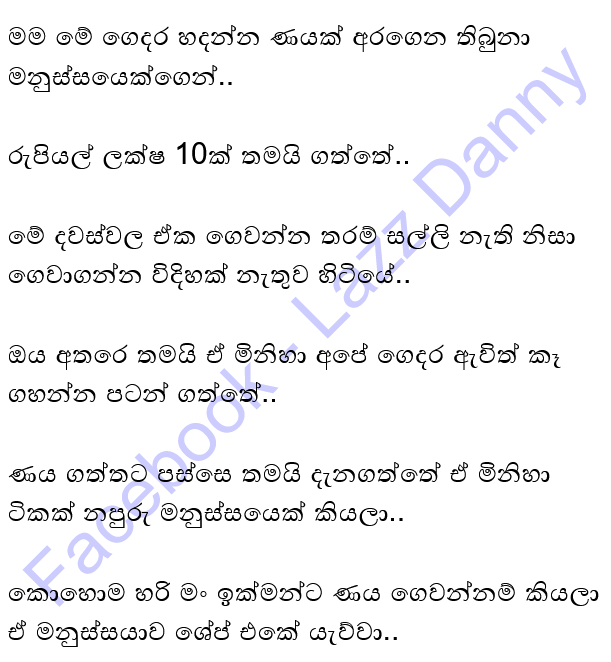 මම මේ ගෙදර හදන්න ණයක් අරගෙන තිබුනා
මනුස්සයෙක්ගෙන්..
රුපියල් ලක්ෂ 10ක් තමයි ගත්තේ..
මේ දවස්වල ඒක ගෙවන්න තරම් සල්ලි නැති නිසා
ගෙවාගන්න විදිහක් නැතුව හිටියේ..
ඔය අතරෙ තමයි ඒ මිනිහා අපේ ගෙදර ඇවිත් කෑ
ගහන්න පටන් ගත්තේ..
ණය ගත්තට පස්සෙ තමයි දැනගත්තේ ඒ මිනිහා
ටිකක් නපුරු මනුස්සයෙක් කියලා..
කොහොම හරි මං ඉක්මන්ට ණය ගෙවන්නම් කියලා
ඒ මනුස්සයාව ශේප් එකේ යැව්වා..
Facebook - Lazz Danny